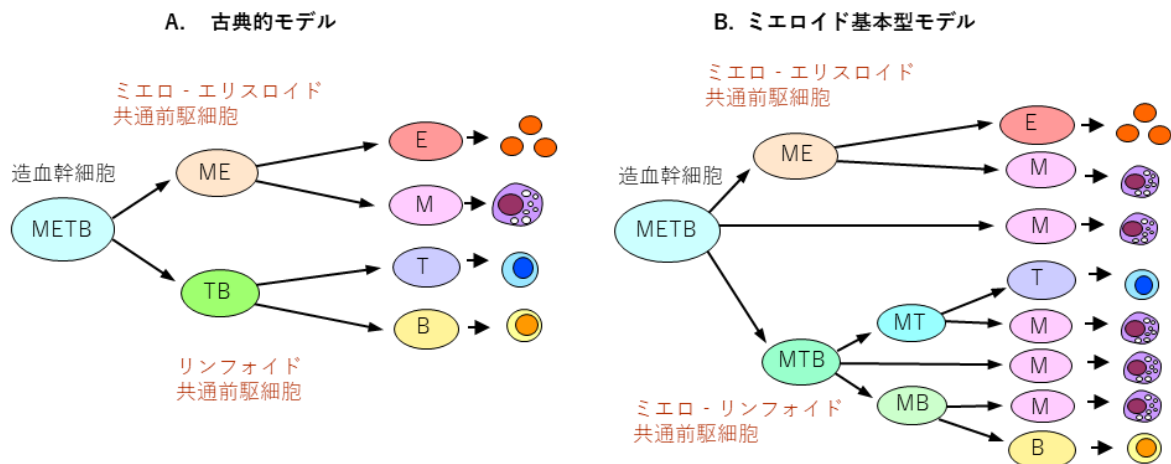 A. 古典的モデル
ミエロ - エリスロイド
共通前駆細胞
造血幹細胞
METB
ME
TB
E
M
T
B
リンフォイド
共通前駆細胞
B. ミエロイド基本型モデル
ミエロ - エリスロイド
共通前駆細胞
造血幹細胞
METB
ME
E
M
M
MTB
MT
T
M
M
MB
M
B
ミエロ - リンフォイド
共通前駆細胞